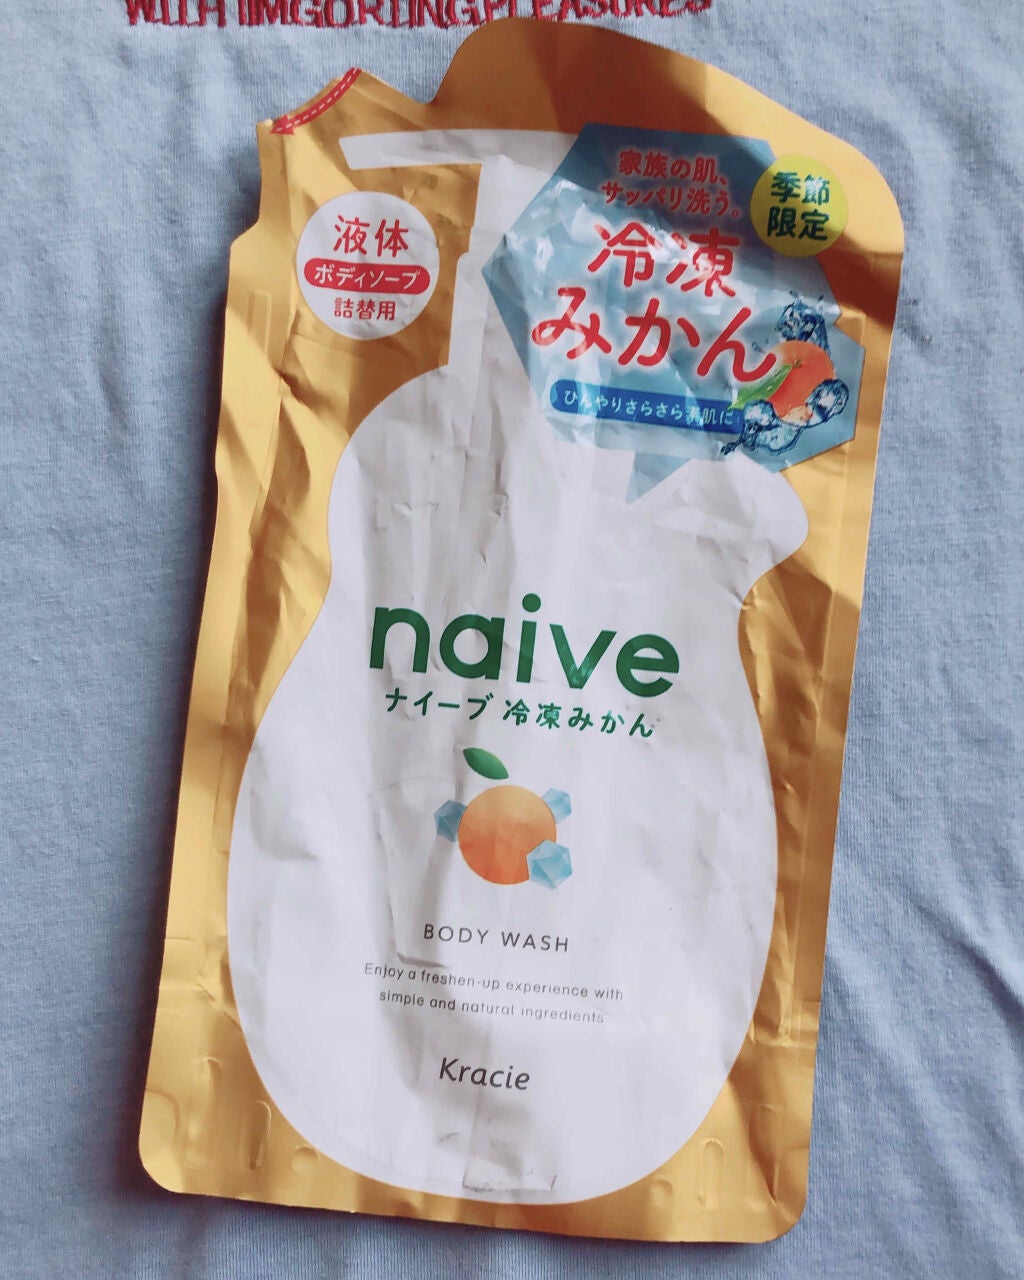 WITH IIMGORTING PLEASURES
液体
ボディソープ
詰替用
家族の肌、
サッパリ洗う。
季節
限定
冷凍
みかん
ひんやりさらさら素肌に
naive
ナイーブ 冷凍みかん
BODY WASH
Enjoy a freshen-up experience with
simple and natural ingredients
Kracie